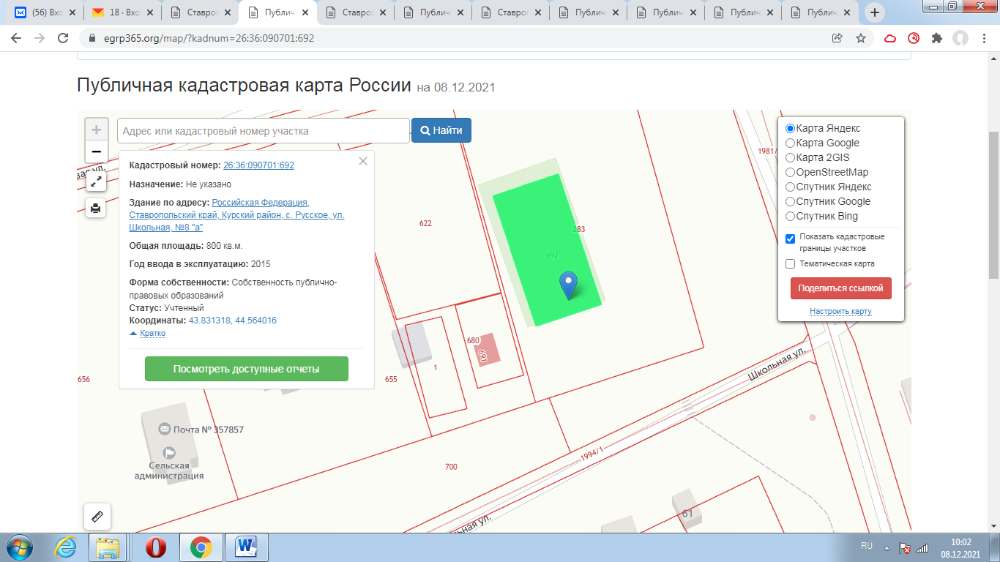 (56) Вхо
18 · Вхо
Ставро
Публич
Ставро
Публич
Ставро
Публич
Публич
Публич
Публич
egrp365.org/map/?kadnum=26:36:090701:692
Публичная кадастровая карта России на 08.12.2021
Адрес или кадастровый номер участка
Найти
Кадастровый номер: 26:36:090701:692
Назначение: Не указано
Здание по адресу: Российская Федерация,
Ставропольский край, Курский район, с. Русское, ул.
Школьная, №8 "а"
Общая площадь: 800 кв.м.
Год ввода в эксплуатацию: 2015
Форма собственности: Собственность публично-
правовых образований
Статус: Учтенный
Координаты: 43.831318, 44.564016
Кратко
Посмотреть доступные отчеты
Карта Яндекс
Карта Google
Карта 2GIS
OpenStreetMap
Спутник Яндекс
Спутник Google
Спутник Bing
Показать кадастровые
границы участков
Тематическая карта
Поделиться ссылкой
Настроить карту
вая ул.
1981/
622
283
692
680
691
1
656
655
Школьная ул.
Почта № 357857
Сельская
администрация
700
1994/1
61
льная ул.
RU
10:02
08.12.2021